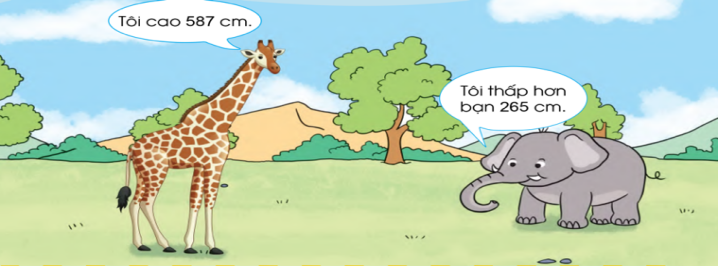 Tôi cao 587 cm.
Tôi thấp hơn
bạn 265 cm.